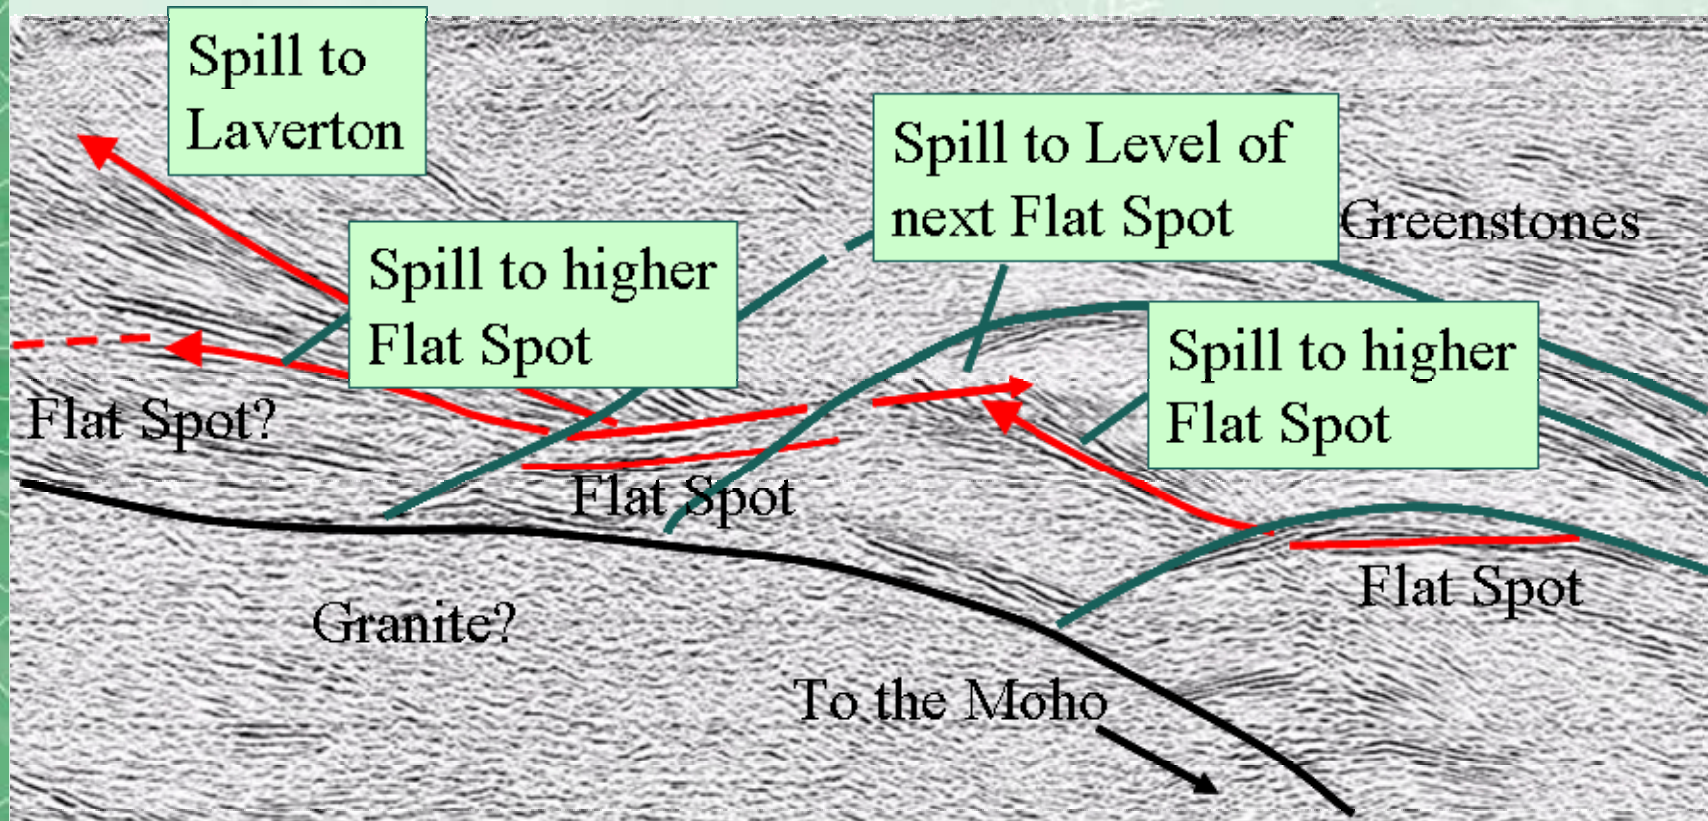 Spill to
Laverton
Spill to Level of
next Flat Spot
Greenstones
Spill to higher
Flat Spot
Spill to higher
Flat Spot
Flat Spot?
Flat Spot
Flat Spot
Granite?
To the Moho